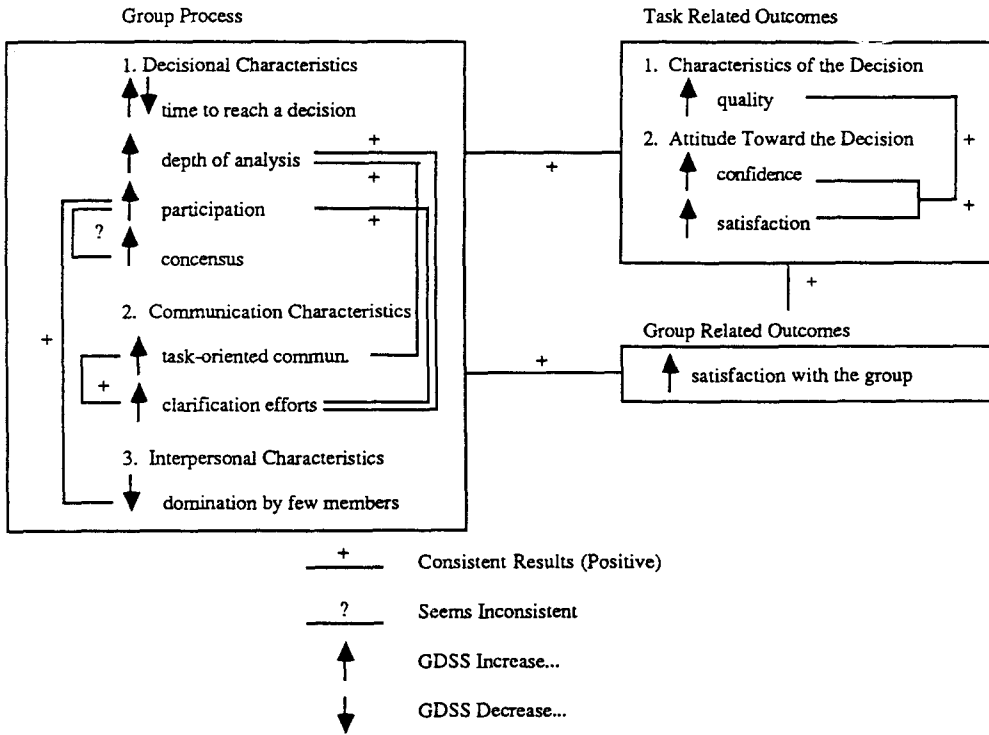 Group Process
1. Decisional Characteristics
time to reach a decision
depth of analysis
+
+
participation
+
?
concensus
2. Communication Characteristics
+
task-oriented commun.
+
clarification efforts
3. Interpersonal Characteristics
domination by few members
+
+
Task Related Outcomes
1. Characteristics of the Decision
quality
+
2. Attitude Toward the Decision
confidence
+
satisfaction
+
Group Related Outcomes
satisfaction with the group
+ Consistent Results (Positive)
? Seems Inconsistent
GDSS Increase...
GDSS Decrease...